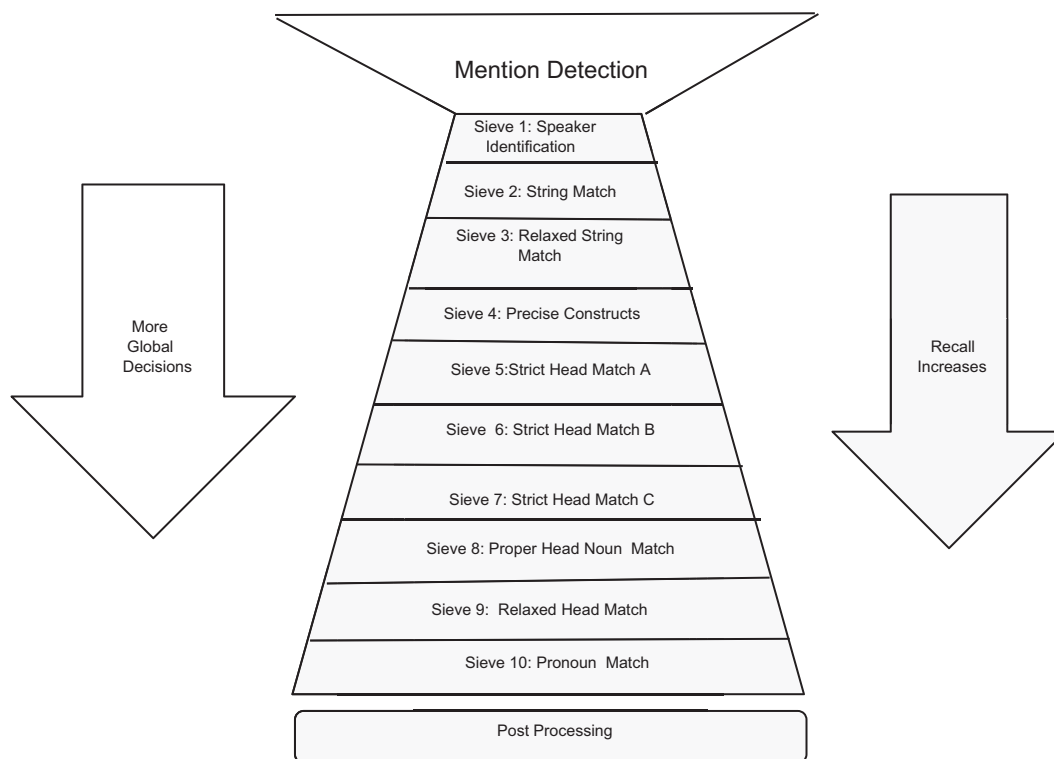 Mention Detection
Sieve 1: Speaker
Identification
Sieve 2: String Match
Sieve 3: Relaxed String
Match
Sieve 4: Precise Constructs
Sieve 5:Strict Head Match A
Sieve 6: Strict Head Match B
Sieve 7: Strict Head Match C
Sieve 8: Proper Head Noun Match
Sieve 9: Relaxed Head Match
Sieve 10: Pronoun Match
Post Processing
More
Global
Decisions
Recall
Increases